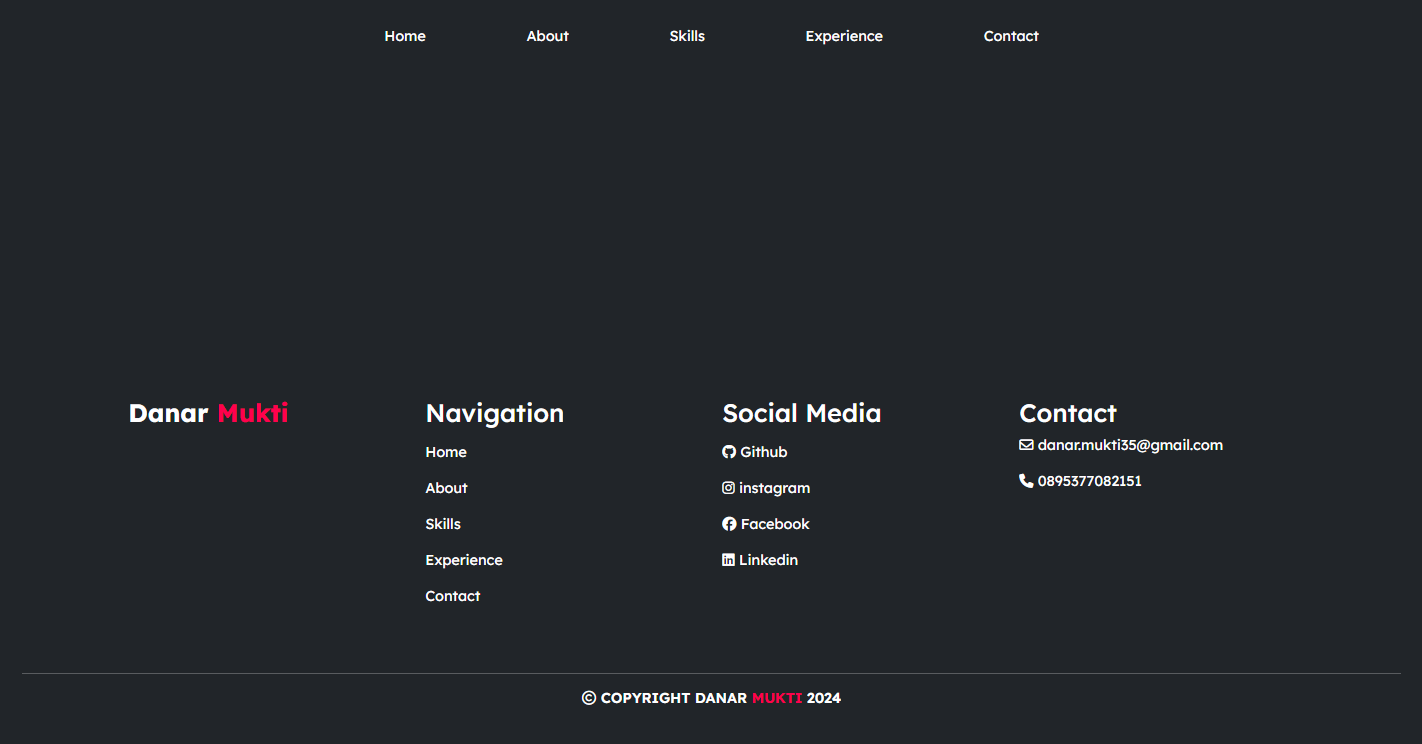 Home About Skills Experience Contact
Danar Mukti
Navigation
Home
About
Skills
Experience
Contact
Social Media
Github
instagram
Facebook
Linkedin
Contact
danar.mukti35@gmail.com
0895377082151
© COPYRIGHT DANAR MUKTI 2024